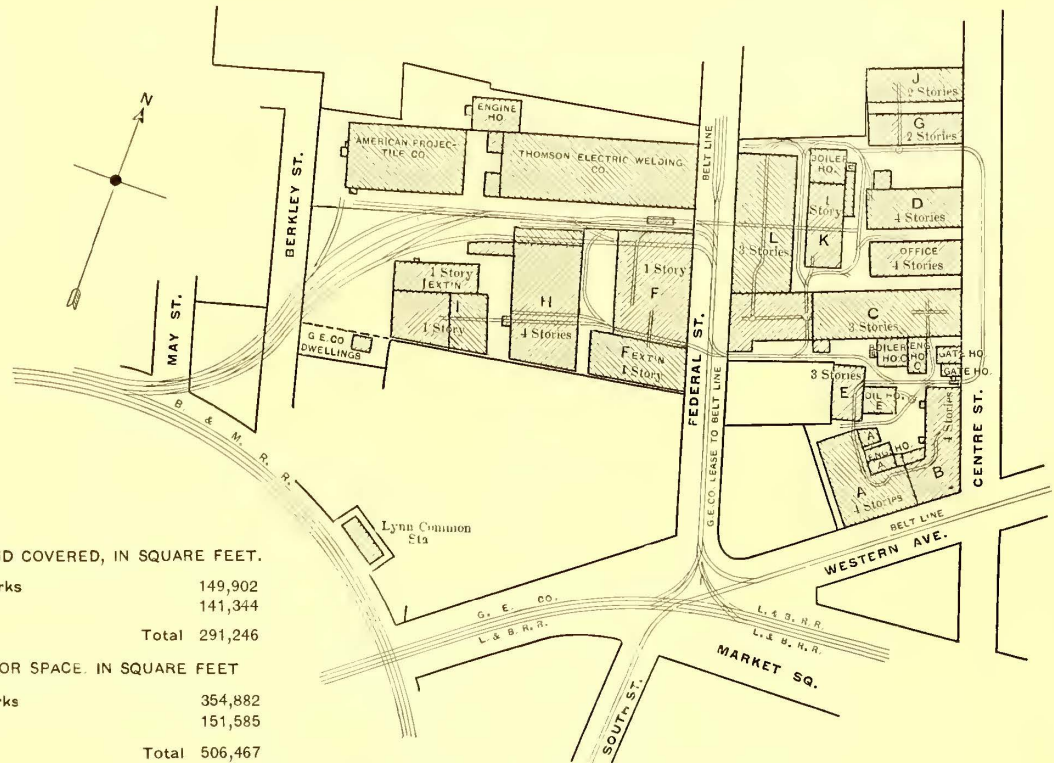 N
BERKLEY ST.
MAY ST.
ENGINE
HO.
AMERICAN PROJEC-
TILE CO
THOMSON ELECTRIC WELDING
CO.
BELT LINE
J
2 Stories
G
2 Stories
BOILER
HO.
1
Story
K
D
4 Stories
OFFICE
4 Stories
L
3 Stories
1 Story
I EXT'N
I
1 Story
H
4 Stories
1 Story
F
F EXT'N
1 Story
G E.CO
DWELLINGS
C
3 Stories
BOILER
HO.
ENG
HO
C
GATE HO.
GATE HO.
3 Stories
E
OIL HO.
E
A
ENG. HO.
A
A
4 Stories
B
4 Stories
FEDERAL ST.
G.E.CO. LEASE TO BELT LINE
CENTRE ST.
BELT LINE
WESTERN AVE.
B. & M. R. R.
Lynn Common
Sta
G. E. CO.
L. & B. R. R.
L. & B. R. R.
L. & B. R. R.
MARKET SQ.
SOUTH ST.
D COVERED, IN SQUARE FEET.
rks 149,902
141,344
Total 291,246
OR SPACE. IN SQUARE FEET
rks 354,882
151,585
Total 506,467